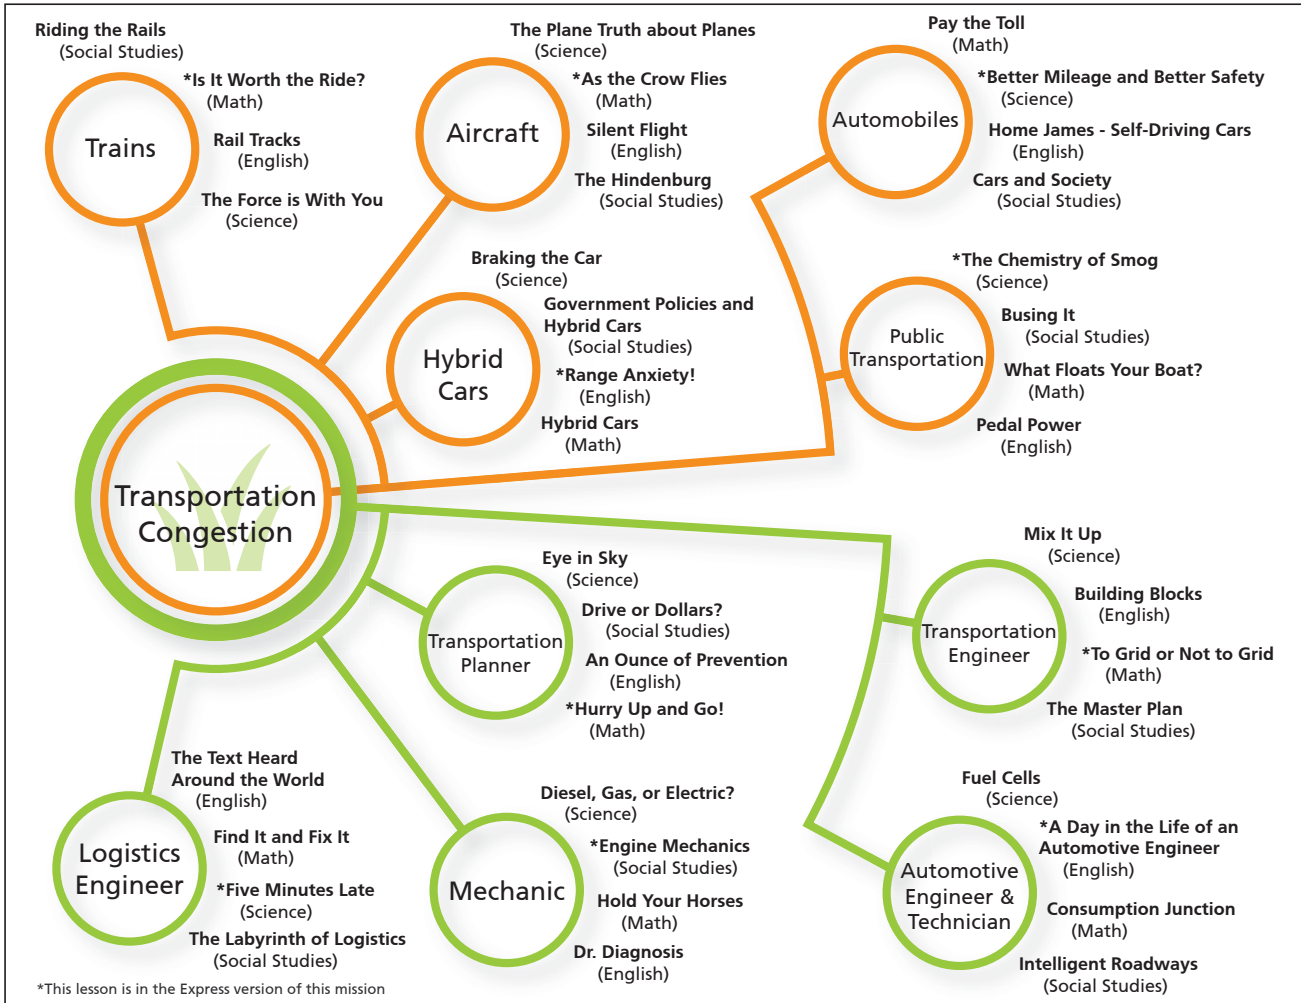 Riding the Rails
(Social Studies)
*Is It Worth the Ride?
(Math)
Rail Tracks
(English)
The Force is With You
(Science)
Trains
The Plane Truth about Planes
(Science)
*As the Crow Flies
(Math)
Silent Flight
(English)
The Hindenburg
(Social Studies)
Aircraft
Pay the Toll
(Math)
*Better Mileage and Better Safety
(Science)
Home James - Self-Driving Cars
(English)
Cars and Society
(Social Studies)
Automobiles
Braking the Car
(Science)
Government Policies and
Hybrid Cars
(Social Studies)
*Range Anxiety!
(English)
Hybrid Cars
(Math)
Hybrid
Cars
*The Chemistry of Smog
(Science)
Busing It
(Social Studies)
What Floats Your Boat?
(Math)
Pedal Power
(English)
Public
Transportation
Transportation
Congestion
Eye in Sky
(Science)
Drive or Dollars?
(Social Studies)
An Ounce of Prevention
(English)
*Hurry Up and Go!
(Math)
Transportation
Planner
Mix It Up
(Science)
Building Blocks
(English)
*To Grid or Not to Grid
(Math)
The Master Plan
(Social Studies)
Transportation
Engineer
The Text Heard
Around the World
(English)
Find It and Fix It
(Math)
*Five Minutes Late
(Science)
The Labyrinth of Logistics
(Social Studies)
Logistics
Engineer
Diesel, Gas, or Electric?
(Science)
*Engine Mechanics
(Social Studies)
Hold Your Horses
(Math)
Dr. Diagnosis
(English)
Mechanic
Fuel Cells
(Science)
*A Day in the Life of an
Automotive Engineer
(English)
Consumption Junction
(Math)
Intelligent Roadways
(Social Studies)
Automotive
Engineer &
Technician
*This lesson is in the Express version of this mission